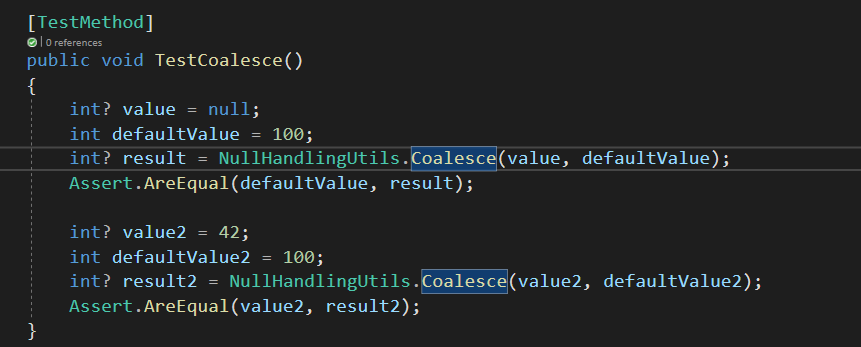 [TestMethod]
0 references
public void TestCoalesce()
{
    int? value = null;
    int defaultValue = 100;
    int? result = NullHandlingUtils.Coalesce(value, defaultValue);
    Assert.AreEqual(defaultValue, result);

    int? value2 = 42;
    int defaultValue2 = 100;
    int? result2 = NullHandlingUtils.Coalesce(value2, defaultValue2);
    Assert.AreEqual(value2, result2);
}